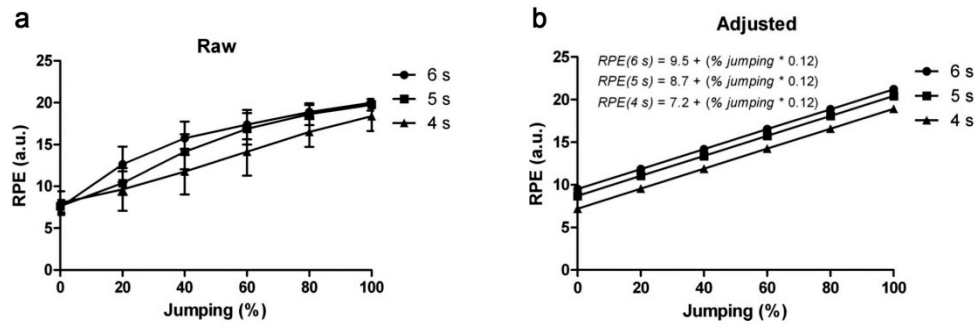 a
Raw
25
20
15
10
5
0
RPE (a.u.)
0 20 40 60 80 100
Jumping (%)
6 s
5 s
4 s
b
Adjusted
RPE(6 s) = 9.5 + (% jumping * 0.12)
RPE(5 s) = 8.7 + (% jumping * 0.12)
RPE(4 s) = 7.2 + (% jumping * 0.12)
25
20
15
10
5
0
RPE (a.u.)
0 20 40 60 80 100
Jumping (%)
6 s
5 s
4 s